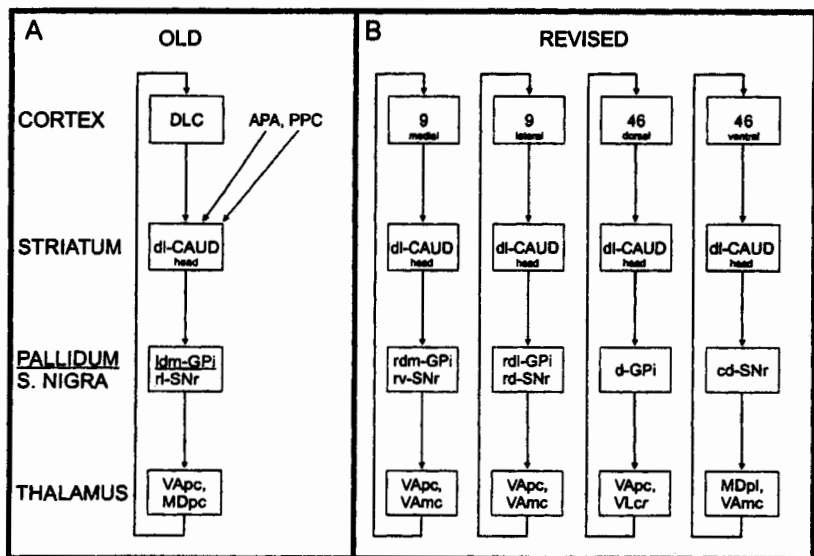 A
OLD
B
REVISED
CORTEX
DLC
APA, PPC
9
medial
9
lateral
46
dorsal
46
ventral
STRIATUM
dl-CAUD
head
dl-CAUD
head
dl-CAUD
head
dl-CAUD
head
dl-CAUD
head
PALLIDUM
S. NIGRA
ldm-GPi
rl-SNr
rdm-GPi
rv-SNr
rdl-GPi
rd-SNr
d-GPi
cd-SNr
THALAMUS
VApc,
MDpc
VApc,
VAmc
VApc,
VAmc
VApc,
VLcr
MDpl,
VAmc